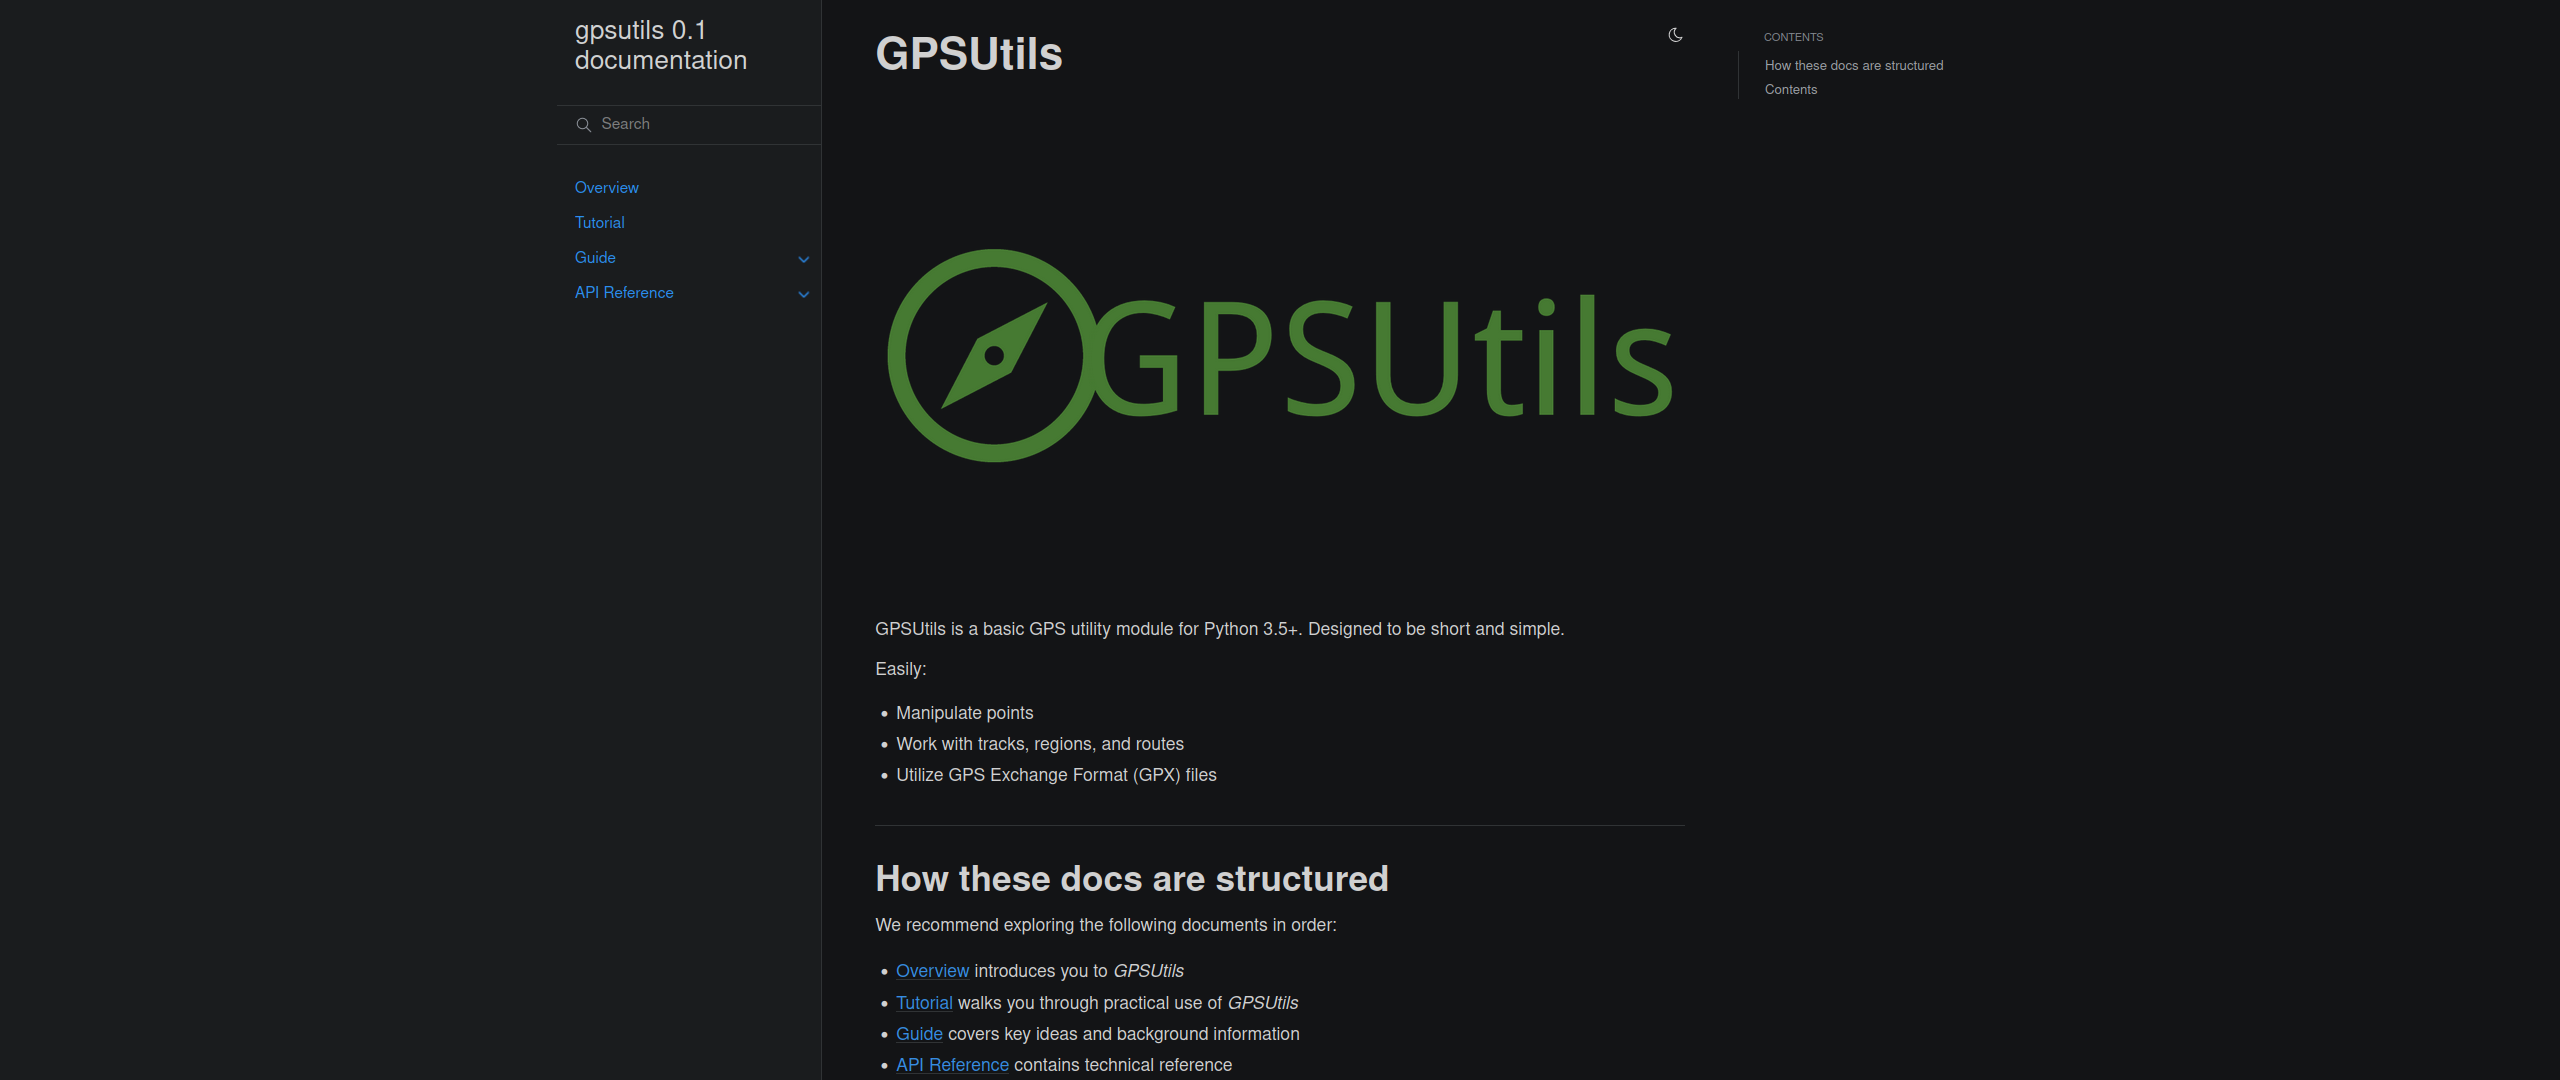 gpsutils 0.1
documentation
Search
Overview
Tutorial
Guide
API Reference
GPSUtils
GPSUtils
GPSUtils is a basic GPS utility module for Python 3.5+. Designed to be short and simple.
Easily:
• Manipulate points
• Work with tracks, regions, and routes
• Utilize GPS Exchange Format (GPX) files
How these docs are structured
We recommend exploring the following documents in order:
• Overview introduces you to GPSUtils
• Tutorial walks you through practical use of GPSUtils
• Guide covers key ideas and background information
• API Reference contains technical reference
CONTENTS
How these docs are structured
Contents